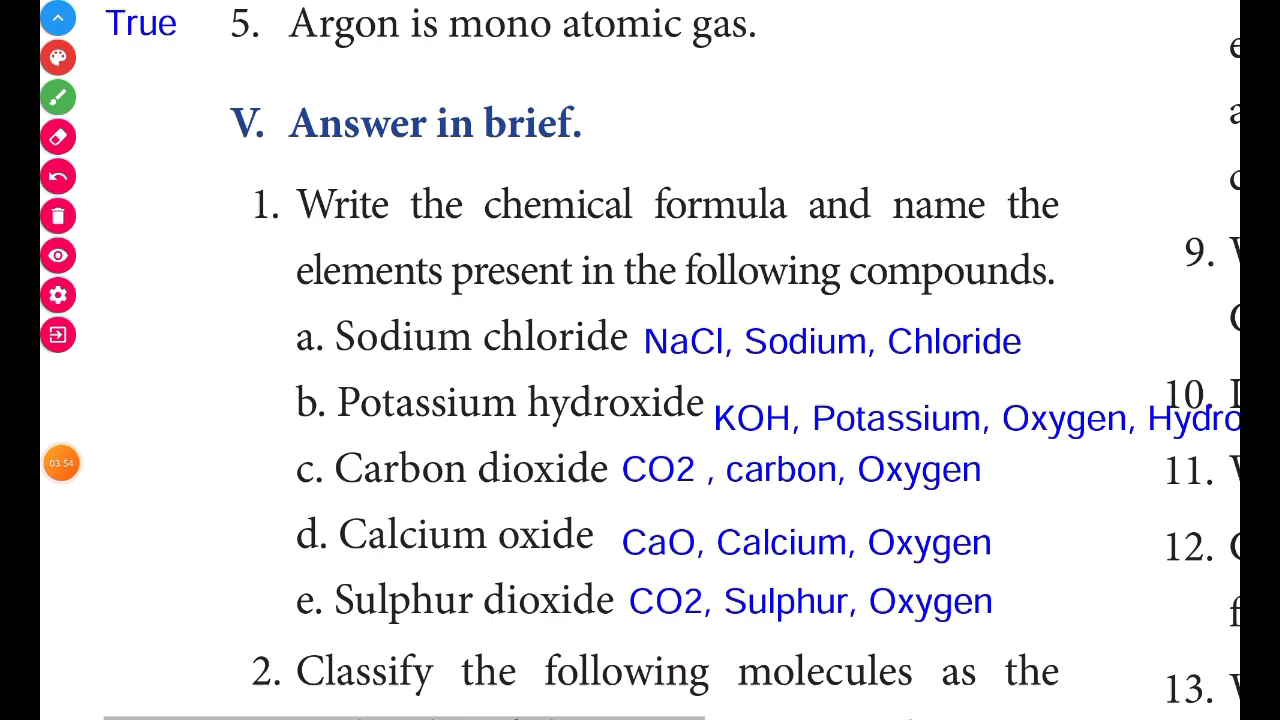 True 5. Argon is mono atomic gas.
V. Answer in brief.
1. Write the chemical formula and name the
elements present in the following compounds.
a. Sodium chloride NaCl, Sodium, Chloride
b. Potassium hydroxide KOH, Potassium, Oxygen, Hydro
c. Carbon dioxide CO2 , carbon, Oxygen
d. Calcium oxide CaO, Calcium, Oxygen
e. Sulphur dioxide CO2, Sulphur, Oxygen
2. Classify the following molecules as the
9.
10.
11.
12.
13.
03:54